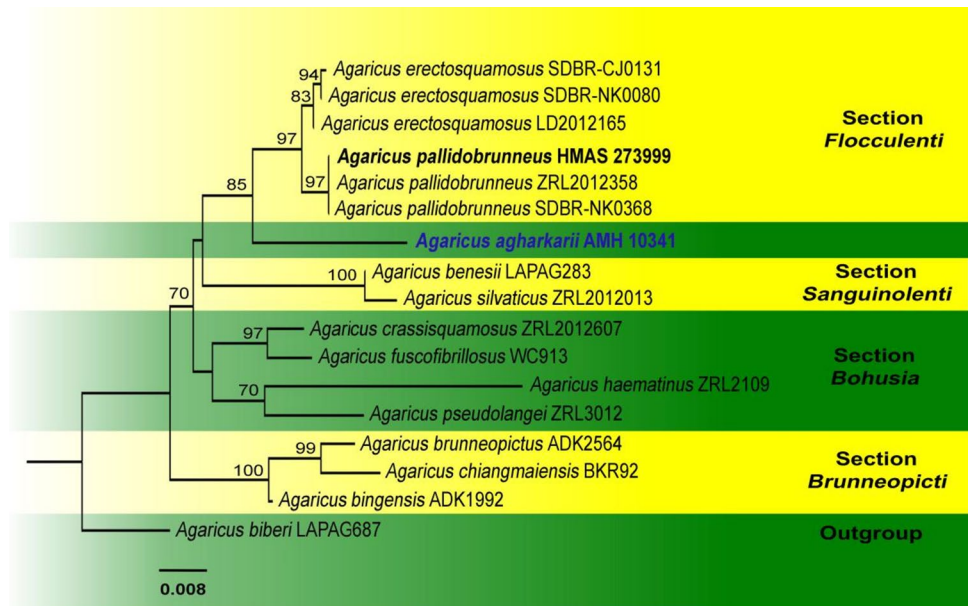 94
Agaricus erectosquamosus SDBR-CJ0131
83
Agaricus erectosquamosus SDBR-NK0080
Agaricus erectosquamosus LD2012165
Section
Flocculenti
97
Agaricus pallidobrunneus HMAS 273999
85
97
Agaricus pallidobrunneus ZRL2012358
Agaricus pallidobrunneus SDBR-NK0368
Agaricus agharkarii AMH 10341
100
Agaricus benesii LAPAG283
Agaricus silvaticus ZRL2012013
Section
Sanguinolenti
70
97
Agaricus crassisquamosus ZRL2012607
Agaricus fuscofibrillosus WC913
Section
Bohusia
70
Agaricus haematinus ZRL2109
Agaricus pseudolangei ZRL3012
99
Agaricus brunneopictus ADK2564
100
Agaricus chiangmaiensis BKR92
Agaricus bingensis ADK1992
Section
Brunneopicti
Agaricus biberi LAPAG687
Outgroup
0.008